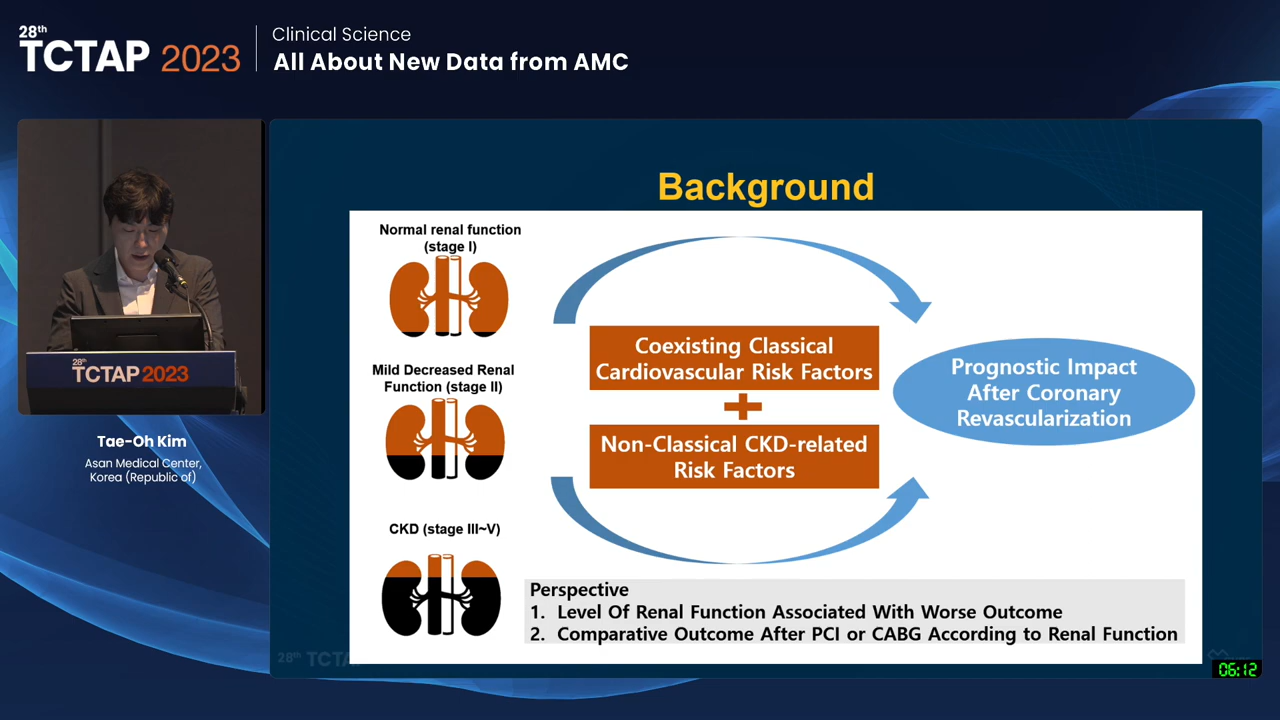 28th
TCTAP 2023
Clinical Science
All About New Data from AMC
28th
TCTAP 2023
Tae-Oh Kim
Asan Medical Center,
Korea (Republic of)
Background
Normal renal function
(stage I)
Mild Decreased Renal
Function (stage II)
CKD (stage III~V)
Coexisting Classical
Cardiovascular Risk Factors
Non-Classical CKD-related
Risk Factors
Prognostic Impact
After Coronary
Revascularization
Perspective
1. Level Of Renal Function Associated With Worse Outcome
2. Comparative Outcome After PCI or CABG According to Renal Function
28th TCTAP
06:12